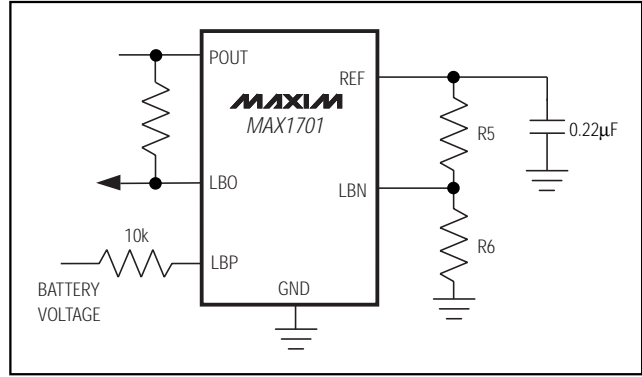 POUT
REF
MAXIM
MAX1701
R5
0.22μF
LBO
LBN
10k
LBP
R6
BATTERY
VOLTAGE
GND